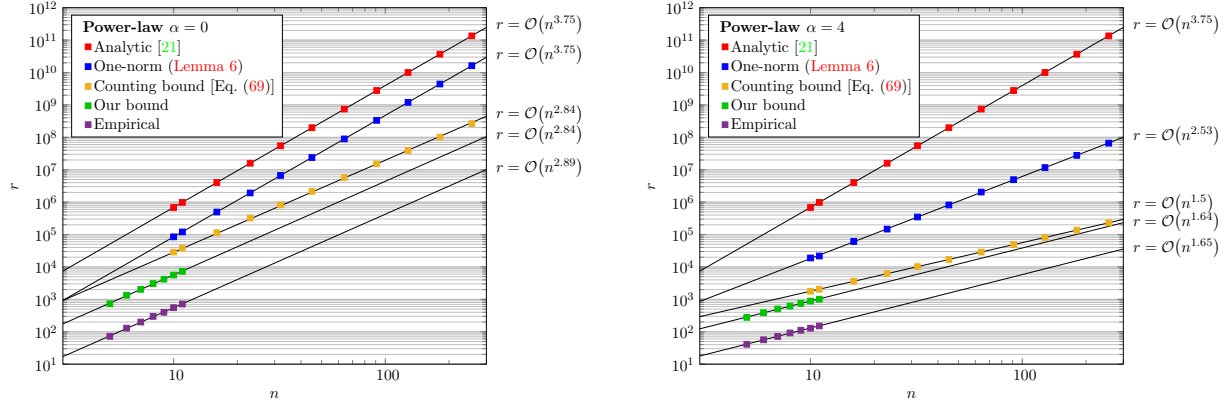 Power-law α = 0
Analytic [21]
One-norm (Lemma 6)
Counting bound [Eq. (69)]
Our bound
Empirical
r = O(n^3.75)
r = O(n^3.75)
r = O(n^2.84)
r = O(n^2.84)
r = O(n^2.89)
10^12
10^11
10^10
10^9
10^8
10^7
10^6
10^5
10^4
10^3
10^2
10^1
r
10
100
n
Power-law α = 4
Analytic [21]
One-norm (Lemma 6)
Counting bound [Eq. (69)]
Our bound
Empirical
r = O(n^3.75)
r = O(n^2.53)
r = O(n^1.5)
r = O(n^1.64)
r = O(n^1.65)
10^12
10^11
10^10
10^9
10^8
10^7
10^6
10^5
10^4
10^3
10^2
10^1
r
10
100
n